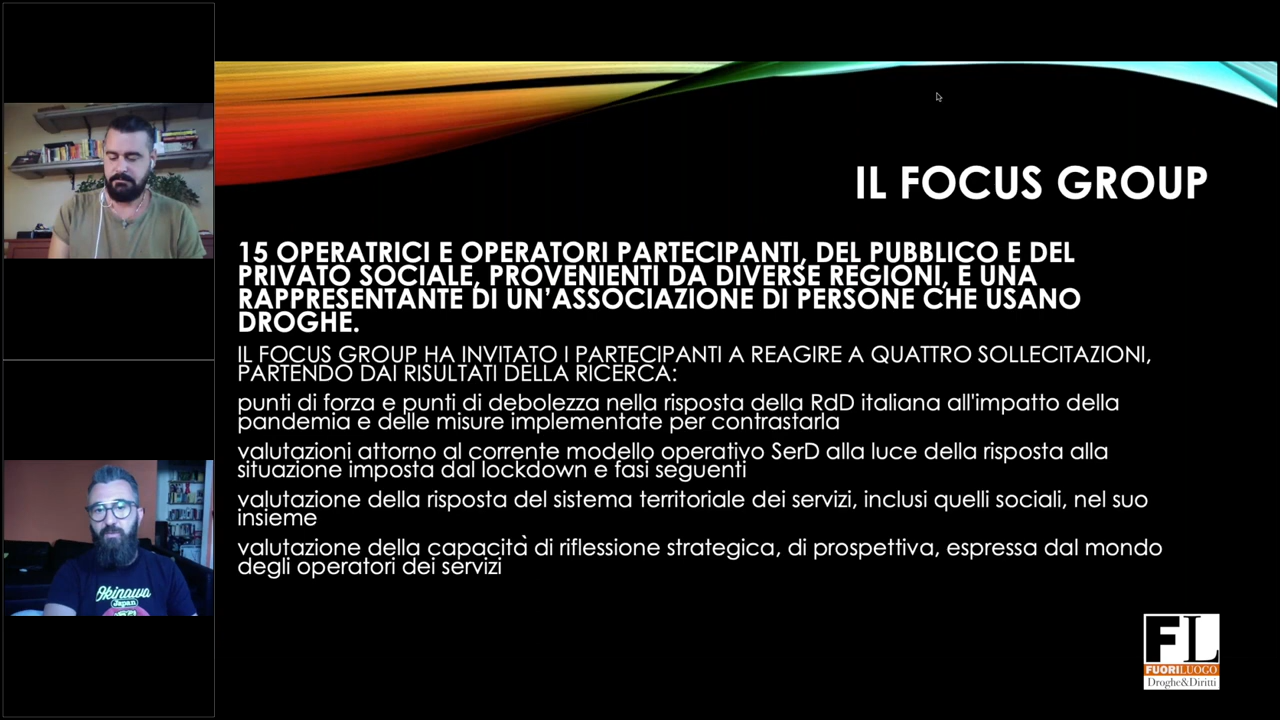 IL FOCUS GROUP
15 OPERATRICI E OPERATORI PARTECIPANTI, DEL PUBBLICO E DEL
PRIVATO SOCIALE, PROVENIENTI DA DIVERSE REGIONI, E UNA
RAPPRESENTANTE DI UN'ASSOCIAZIONE DI PERSONE CHE USANO
DROGHE.
IL FOCUS GROUP HA INVITATO I PARTECIPANTI A REAGIRE A QUATTRO SOLLECITAZIONI,
PARTENDO DAI RISULTATI DELLA RICERCA:
punti di forza e punti di debolezza nella risposta della RdD italiana all'impatto della
pandemia e delle misure implementate per contrastarla
valutazioni attorno al corrente modello operativo SerD alla luce della risposta alla
situazione imposta dal lockdown e fasi seguenti
valutazione della risposta del sistema territoriale dei servizi, inclusi quelli sociali, nel suo
insieme
valutazione della capacità di riflessione strategica, di prospettiva, espressa dal mondo
degli operatori dei servizi
Okinawa
Japan
FL
FUORILUOGO
Droghe&Diritti